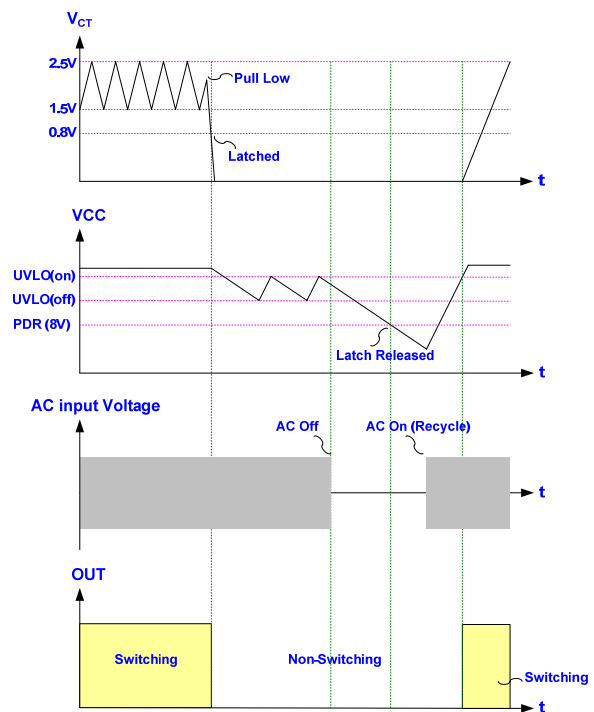 VCT
2.5V
Pull Low
1.5V
0.8V
Latched
t
VCC
UVLO(on)
UVLO(off)
PDR (8V)
Latch Released
t
AC input Voltage
AC Off
AC On (Recycle)
t
OUT
Switching
Non-Switching
Switching
t